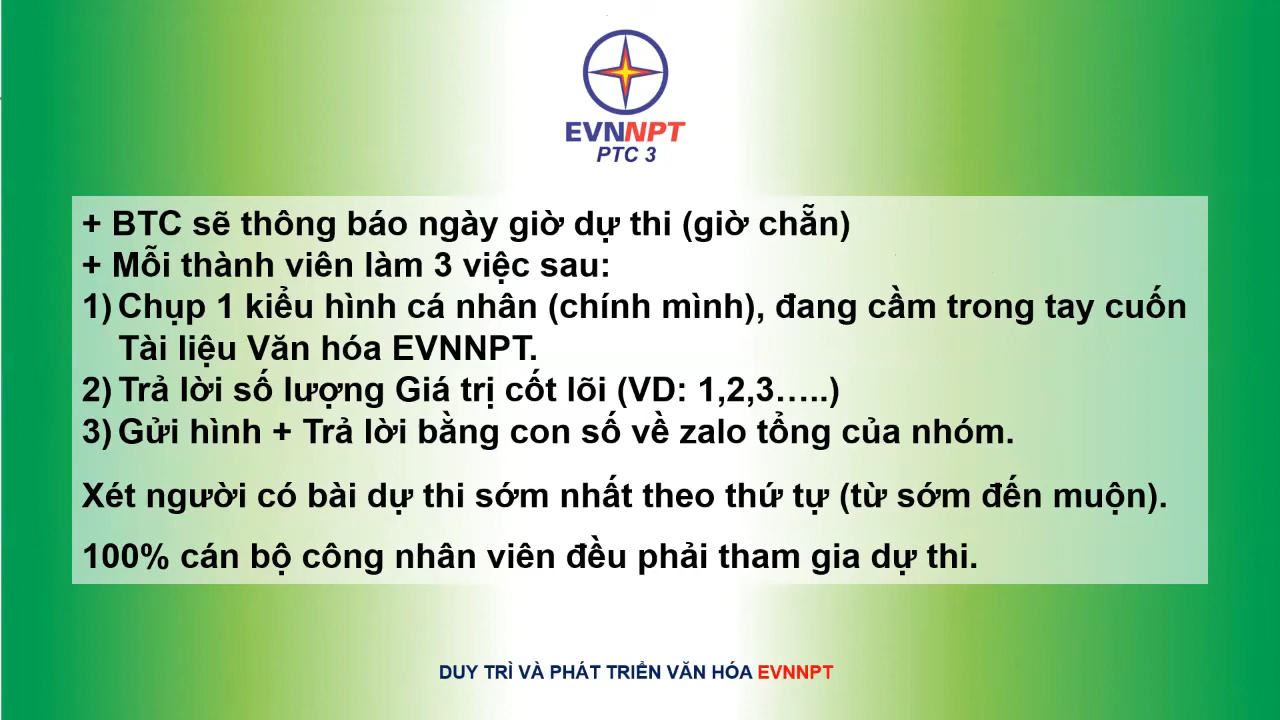 EVNNPT
PTC 3
+ BTC sẽ thông báo ngày giờ dự thi (giờ chẵn)
+ Mỗi thành viên làm 3 việc sau:
1) Chụp 1 kiểu hình cá nhân (chính mình), đang cầm trong tay cuốn
Tài liệu Văn hóa EVNNPT.
2) Trả lời số lượng Giá trị cốt lõi (VD: 1,2,3…..)
3) Gửi hình + Trả lời bằng con số về zalo tổng của nhóm.
Xét người có bài dự thi sớm nhất theo thứ tự (từ sớm đến muộn).
100% cán bộ công nhân viên đều phải tham gia dự thi.
DUY TRÌ VÀ PHÁT TRIỂN VĂN HÓA EVNNPT